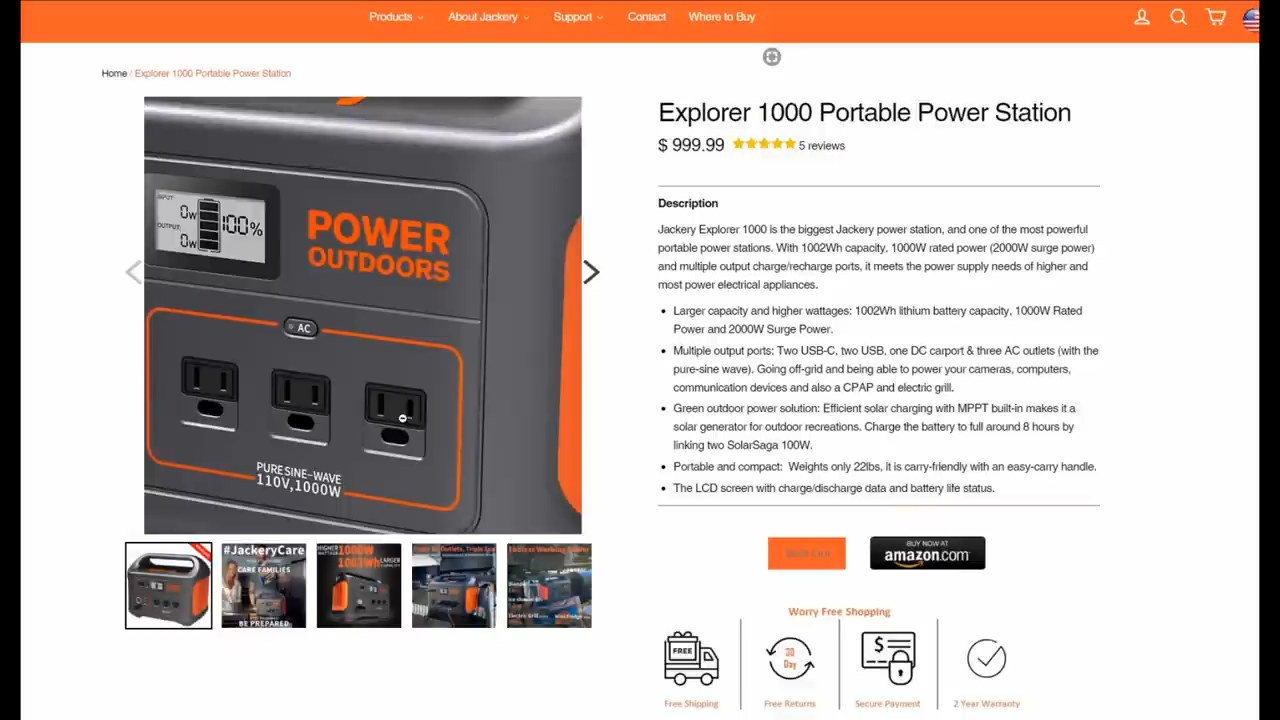 Products
About Jackery
Support
Contact
Where to Buy
Home / Explorer 1000 Portable Power Station
INPUT:
0W
OUTPUT:
0W
100%
POWER
OUTDOORS
AC
PURE SINE-WAVE
110V,1000W
Explorer 1000 Portable Power Station
$ 999.99
5 reviews
Description
Jackery Explorer 1000 is the biggest Jackery power station, and one of the most powerful
portable power stations. With 1002Wh capacity, 1000W rated power (2000W surge power)
and multiple output charge/recharge ports, it meets the power supply needs of higher and
most power electrical appliances.
Larger capacity and higher wattages: 1002Wh lithium battery capacity, 1000W Rated
Power and 2000W Surge Power.
Multiple output ports: Two USB-C, two USB, one DC carport & three AC outlets (with the
pure-sine wave). Going off-grid and being able to power your cameras, computers,
communication devices and also a CPAP and electric grill.
Green outdoor power solution: Efficient solar charging with MPPT built-in makes it a
solar generator for outdoor recreations. Charge the battery to full around 8 hours by
linking two SolarSaga 100W.
Portable and compact: Weights only 22lbs, it is carry-friendly with an easy-carry handle.
The LCD screen with charge/discharge data and battery life status.
#JackeryCare
CARE FAMILIES
BE PREPARED
HIGHER
1000W
LARGER
Sold Out
BUY NOW AT
amazon.com
Worry Free Shopping
FREE
30
Day
$
Free Shipping
Free Returns
Secure Payment
2 Year Warranty